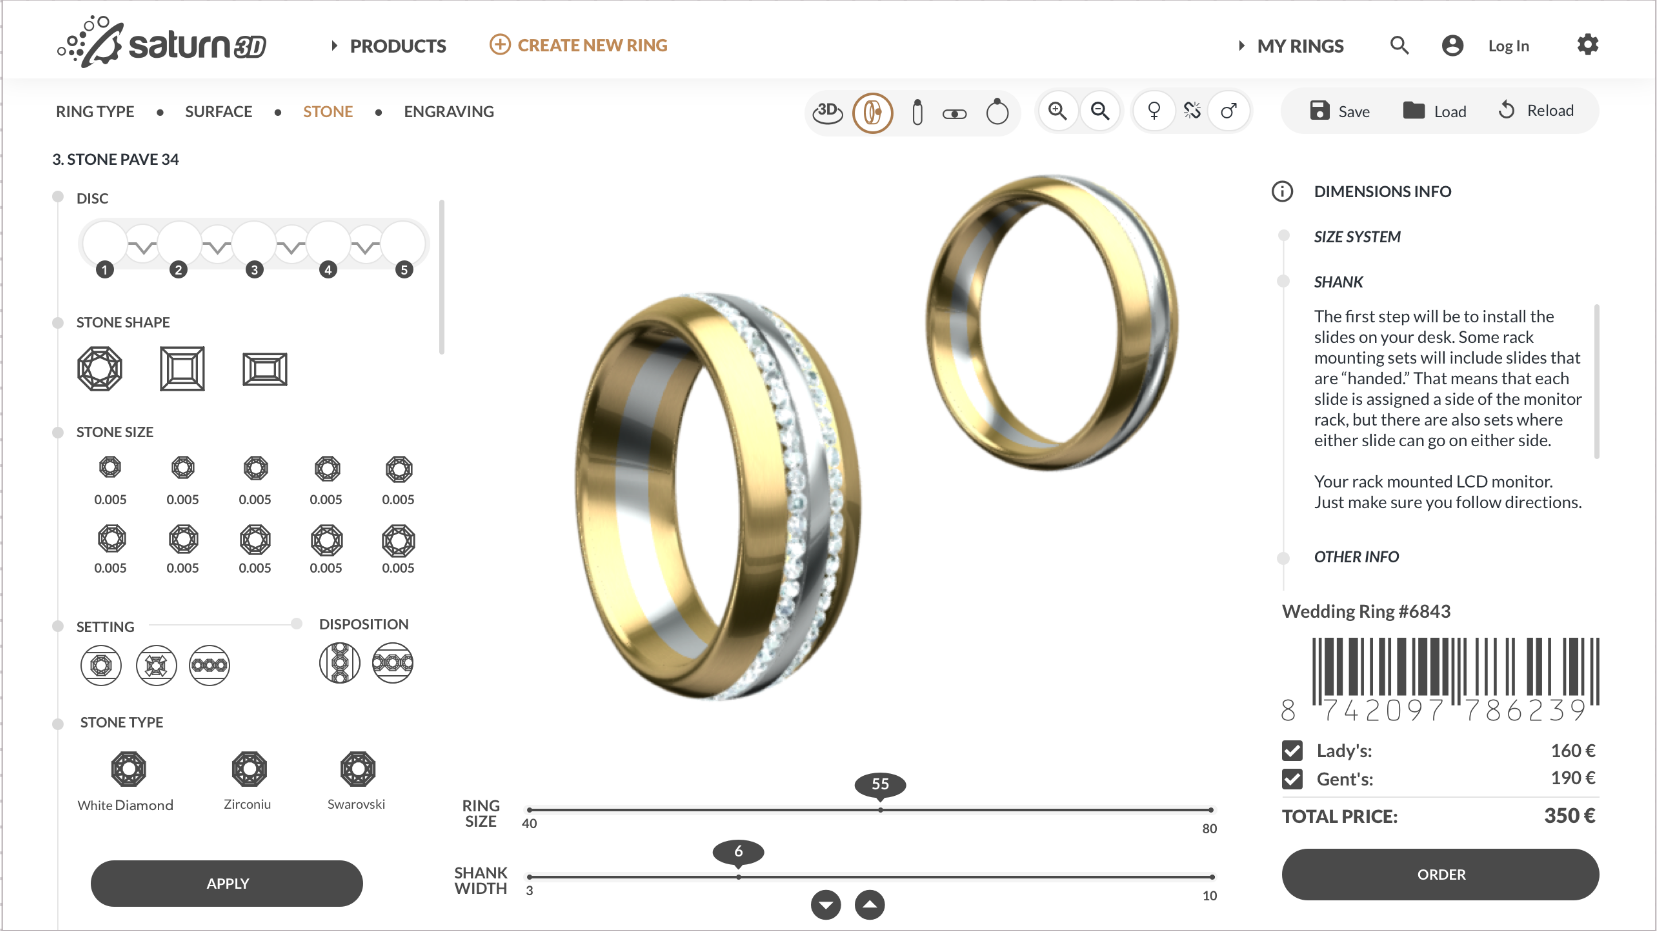 saturn3D
PRODUCTS
CREATE NEW RING
MY RINGS
Log In
RING TYPE • SURFACE • STONE • ENGRAVING
3D
Save
Load
Reload
3. STONE PAVE 34
DISC
1 2 3 4 5
STONE SHAPE
STONE SIZE
0.005 0.005 0.005 0.005 0.005
0.005 0.005 0.005 0.005 0.005
SETTING
DISPOSITION
STONE TYPE
White Diamond Zirconiu Swarovski
APPLY
RING
SIZE
40
55
80
SHANK
WIDTH
3
6
10
DIMENSIONS INFO
SIZE SYSTEM
SHANK
The first step will be to install the
slides on your desk. Some rack
mounting sets will include slides that
are “handed.” That means that each
slide is assigned a side of the monitor
rack, but there are also sets where
either slide can go on either side.
Your rack mounted LCD monitor.
Just make sure you follow directions.
OTHER INFO
Wedding Ring #6843
8 742097 786239
Lady's: 160 €
Gent's: 190 €
TOTAL PRICE: 350 €
ORDER